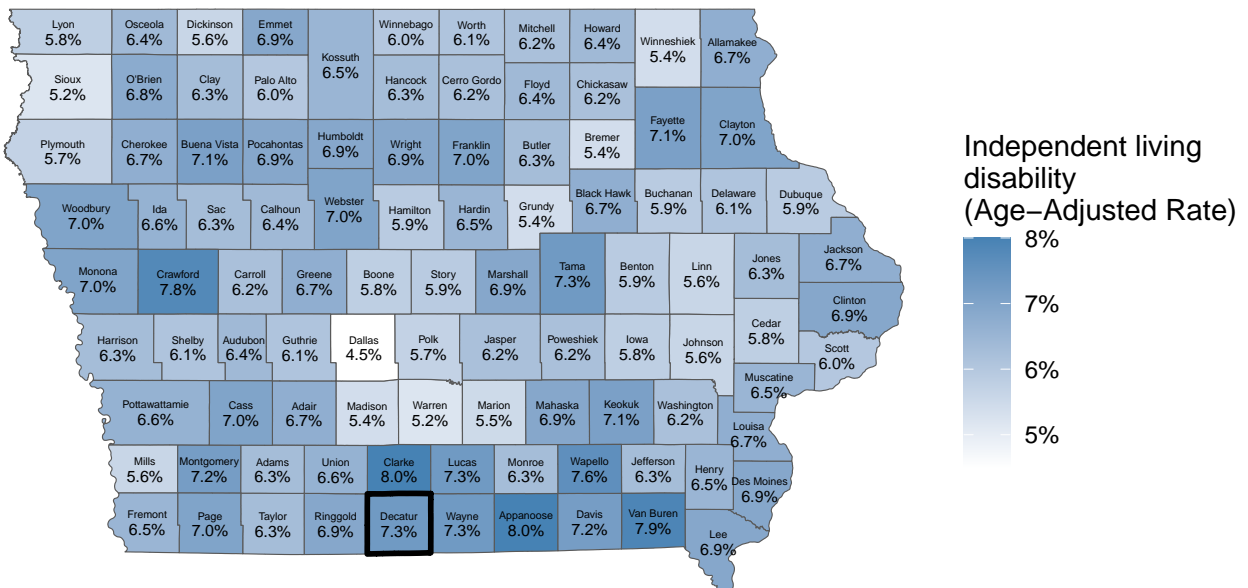 Lyon
5.8%
Osceola
6.4%
Dickinson
5.6%
Emmet
6.9%
Kossuth
6.5%
Winnebago
6.0%
Worth
6.1%
Mitchell
6.2%
Howard
6.4%
Winneshiek
5.4%
Allamakee
6.7%
Sioux
5.2%
O'Brien
6.8%
Clay
6.3%
Palo Alto
6.0%
Hancock
6.3%
Cerro Gordo
6.2%
Floyd
6.4%
Chickasaw
6.2%
Fayette
7.1%
Clayton
7.0%
Plymouth
5.7%
Cherokee
6.7%
Buena Vista
7.1%
Pocahontas
6.9%
Humboldt
6.9%
Wright
6.9%
Franklin
7.0%
Butler
6.3%
Bremer
5.4%
Woodbury
7.0%
Ida
6.6%
Sac
6.3%
Calhoun
6.4%
Webster
7.0%
Hamilton
5.9%
Hardin
6.5%
Grundy
5.4%
Black Hawk
6.7%
Buchanan
5.9%
Delaware
6.1%
Dubuque
5.9%
Monona
7.0%
Crawford
7.8%
Carroll
6.2%
Greene
6.7%
Boone
5.8%
Story
5.9%
Marshall
6.9%
Tama
7.3%
Benton
5.9%
Linn
5.6%
Jones
6.3%
Jackson
6.7%
Clinton
6.9%
Harrison
6.3%
Shelby
6.1%
Audubon
6.4%
Guthrie
6.1%
Dallas
4.5%
Polk
5.7%
Jasper
6.2%
Poweshiek
6.2%
Iowa
5.8%
Johnson
5.6%
Cedar
5.8%
Scott
6.0%
Muscatine
6.5%
Pottawattamie
6.6%
Cass
7.0%
Adair
6.7%
Madison
5.4%
Warren
5.2%
Marion
5.5%
Mahaska
6.9%
Keokuk
7.1%
Washington
6.2%
Louisa
6.7%
Mills
5.6%
Montgomery
7.2%
Adams
6.3%
Union
6.6%
Clarke
8.0%
Lucas
7.3%
Monroe
6.3%
Wapello
7.6%
Jefferson
6.3%
Henry
6.5%
Des Moines
6.9%
Fremont
6.5%
Page
7.0%
Taylor
6.3%
Ringgold
6.9%
Decatur
7.3%
Wayne
7.3%
Appanoose
8.0%
Davis
7.2%
Van Buren
7.9%
Lee
6.9%
Independent living
disability
(Age−Adjusted Rate)
8%
7%
6%
5%